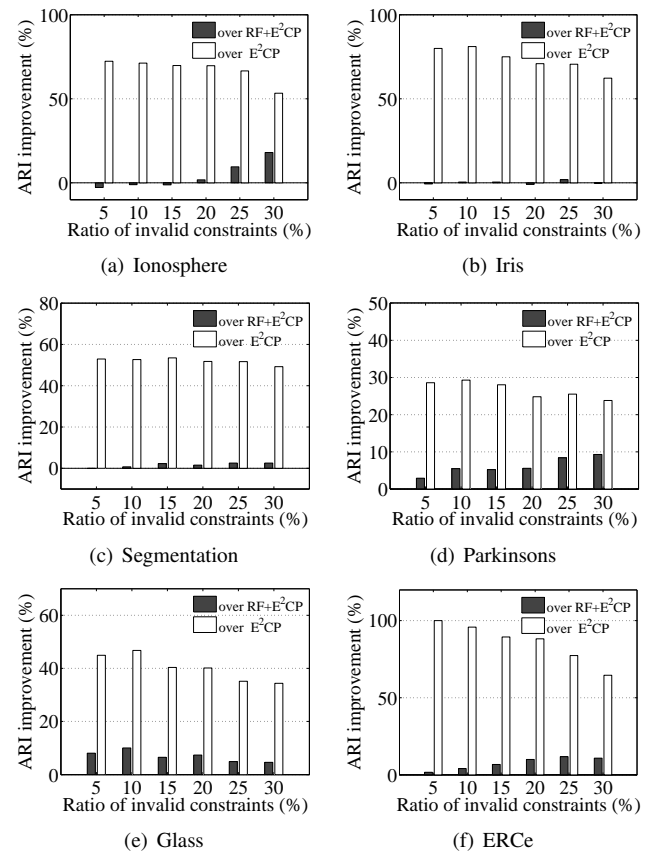 100
50
0
ARI improvement (%)
over RF+E²CP
over E²CP
5 10 15 20 25 30
Ratio of invalid constraints (%)
(a) Ionosphere
100
50
0
ARI improvement (%)
over RF+E²CP
over E²CP
5 10 15 20 25 30
Ratio of invalid constraints (%)
(b) Iris
80
60
40
20
0
ARI improvement (%)
over RF+E²CP
over E²CP
5 10 15 20 25 30
Ratio of invalid constraints (%)
(c) Segmentation
50
40
30
20
10
0
ARI improvement (%)
over RF+E²CP
over E²CP
5 10 15 20 25 30
Ratio of invalid constraints (%)
(d) Parkinsons
60
40
20
0
ARI improvement (%)
over RF+E²CP
over E²CP
5 10 15 20 25 30
Ratio of invalid constraints (%)
(e) Glass
100
50
0
ARI improvement (%)
over RF+E²CP
over E²CP
5 10 15 20 25 30
Ratio of invalid constraints (%)
(f) ERCe